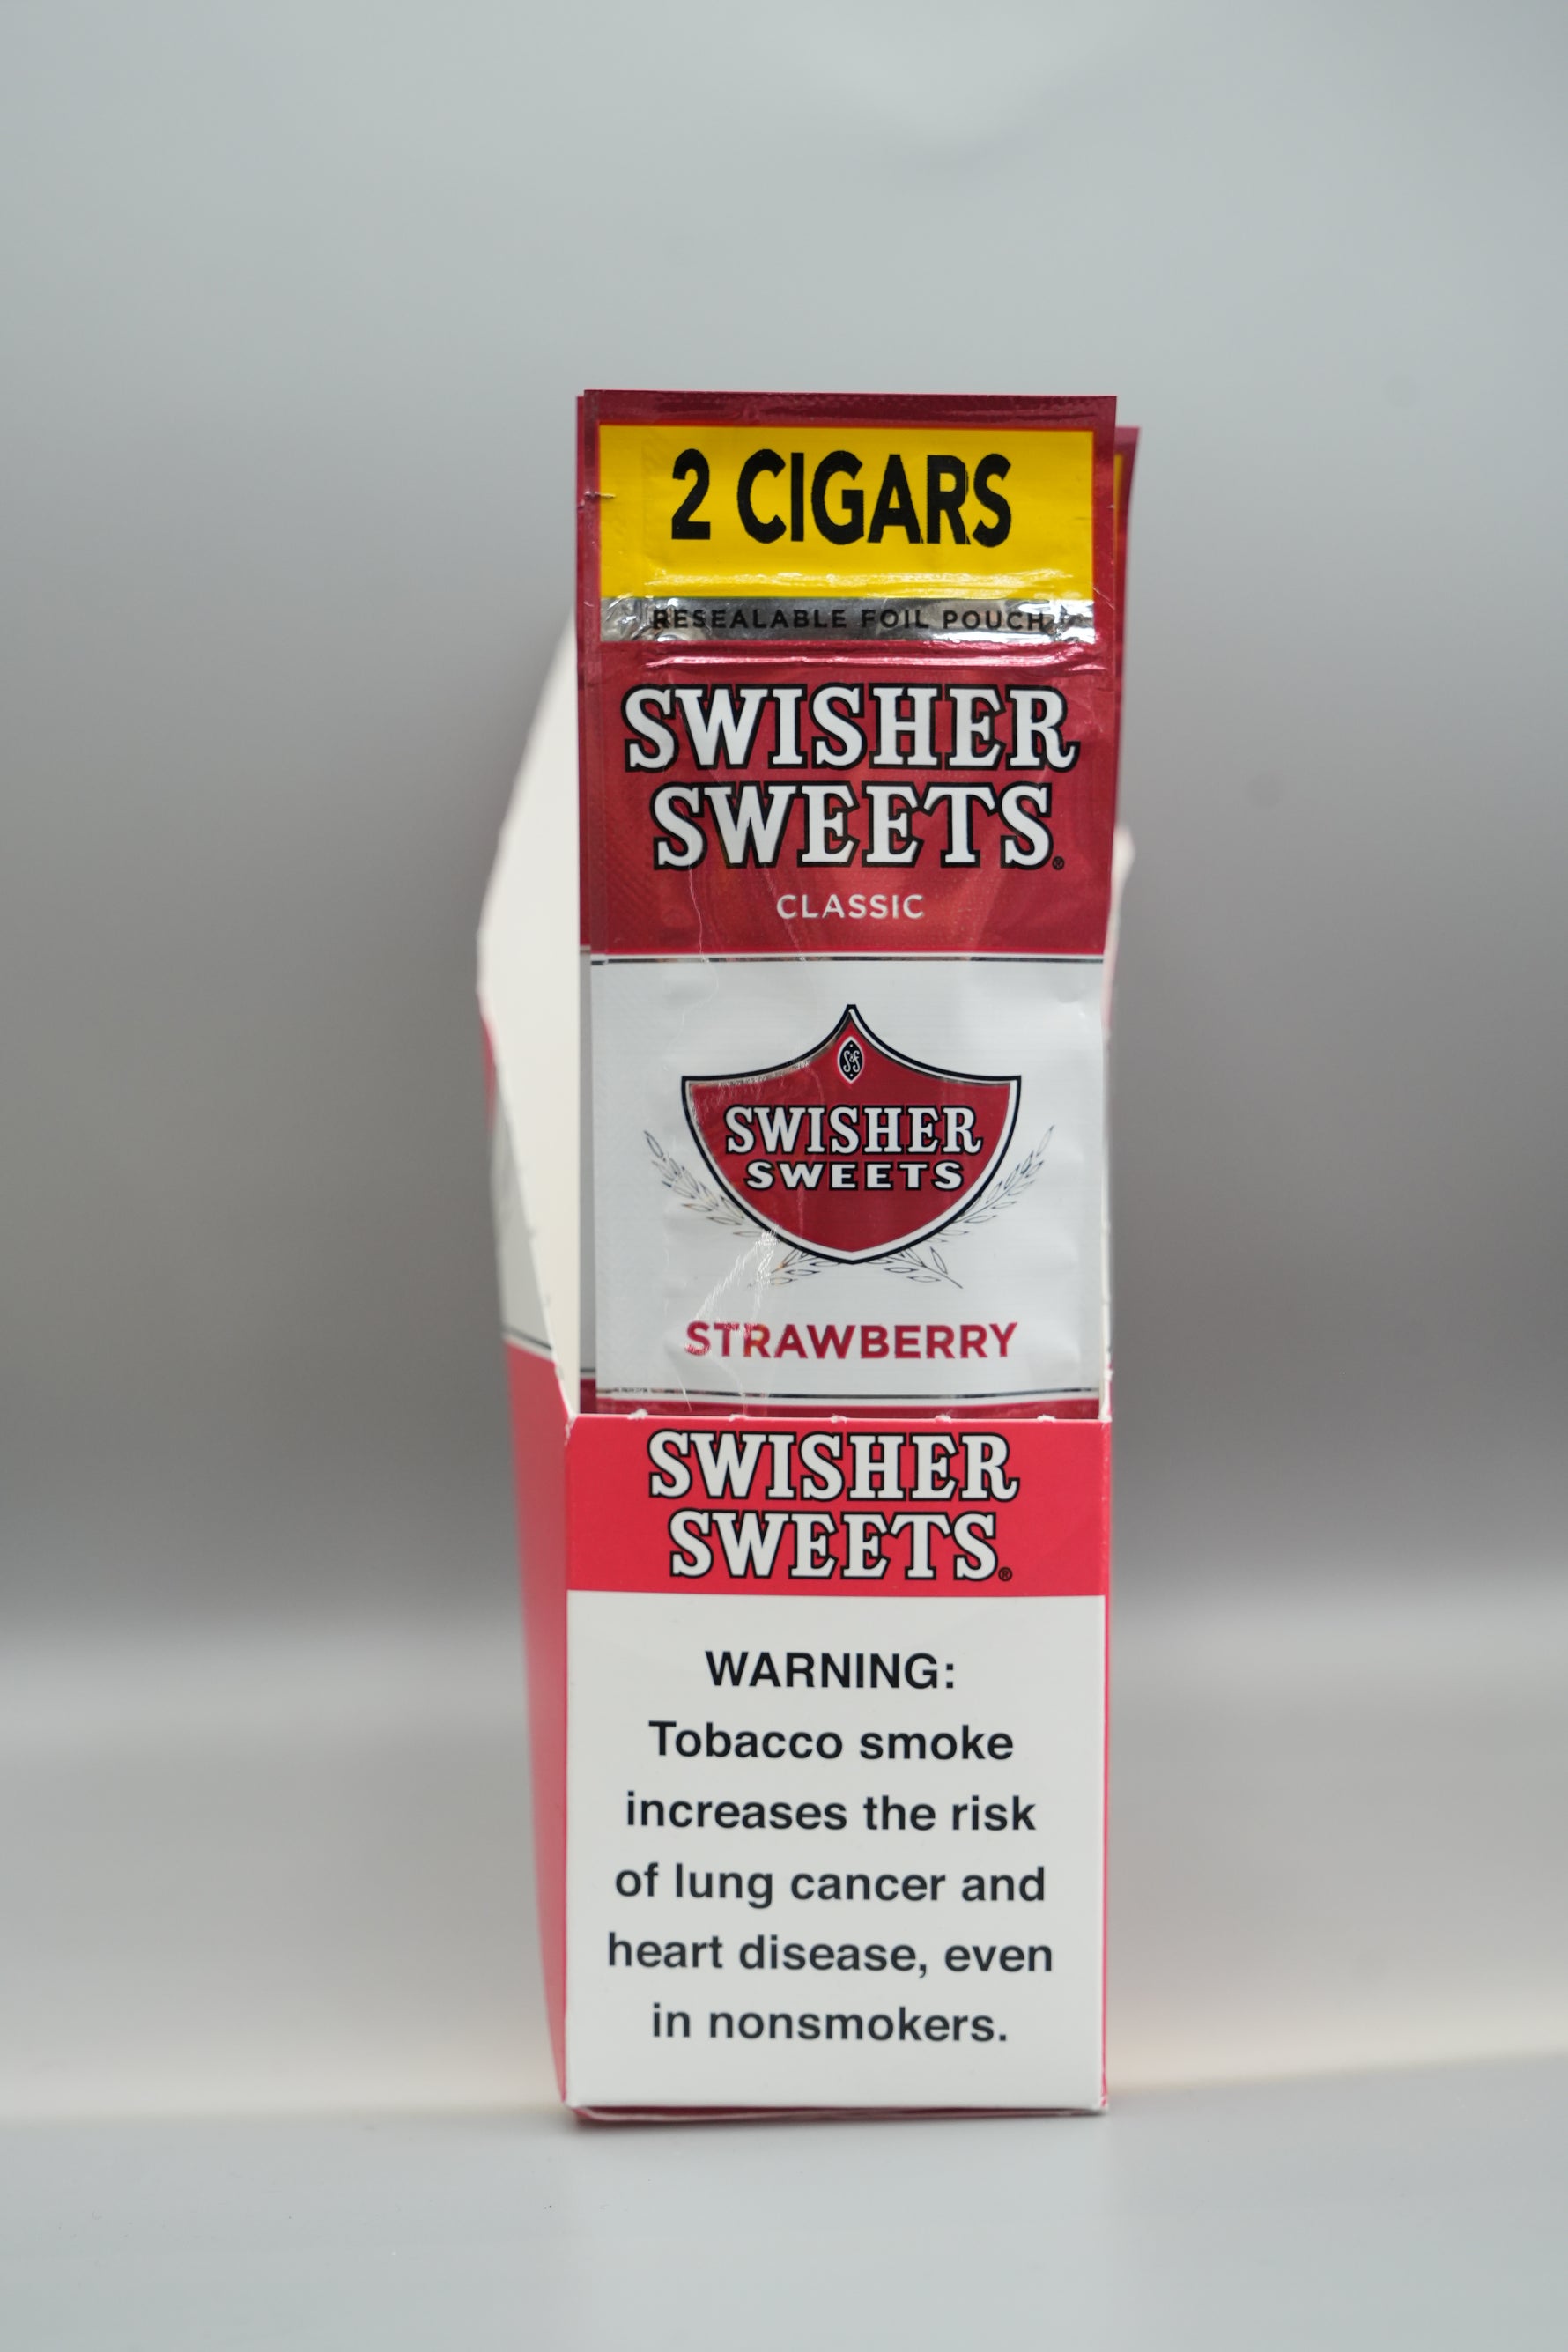 2 CIGARS
RESEALABLE FOIL POUCH
SWISHER
SWEETS®
CLASSIC
S&S
SWISHER
SWEETS
STRAWBERRY
SWISHER
SWEETS®
WARNING:
Tobacco smoke
increases the risk
of lung cancer and
heart disease, even
in nonsmokers.